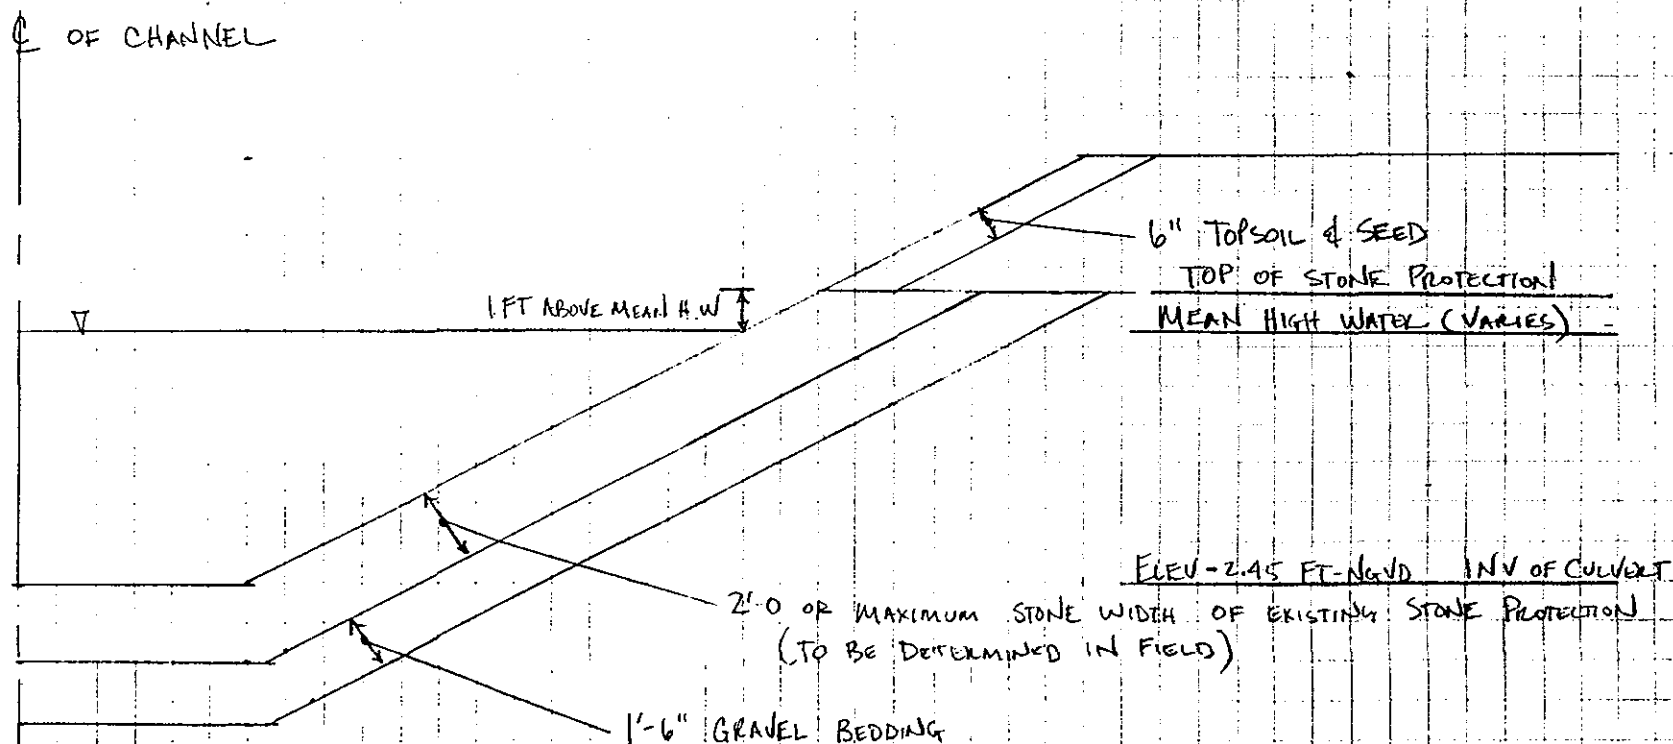 ℄ OF CHANNEL
6" TOPSOIL & SEED
TOP OF STONE PROTECTION
1 FT ABOVE MEAN H.W
MEAN HIGH WATER (VARIES)
ELEV-2.45 FT-NGVD INV OF CULVERT
2'-0 OR MAXIMUM STONE WIDTH OF EXISTING STONE PROTECTION
(TO BE DETERMINED IN FIELD)
1'-6" GRAVEL BEDDING